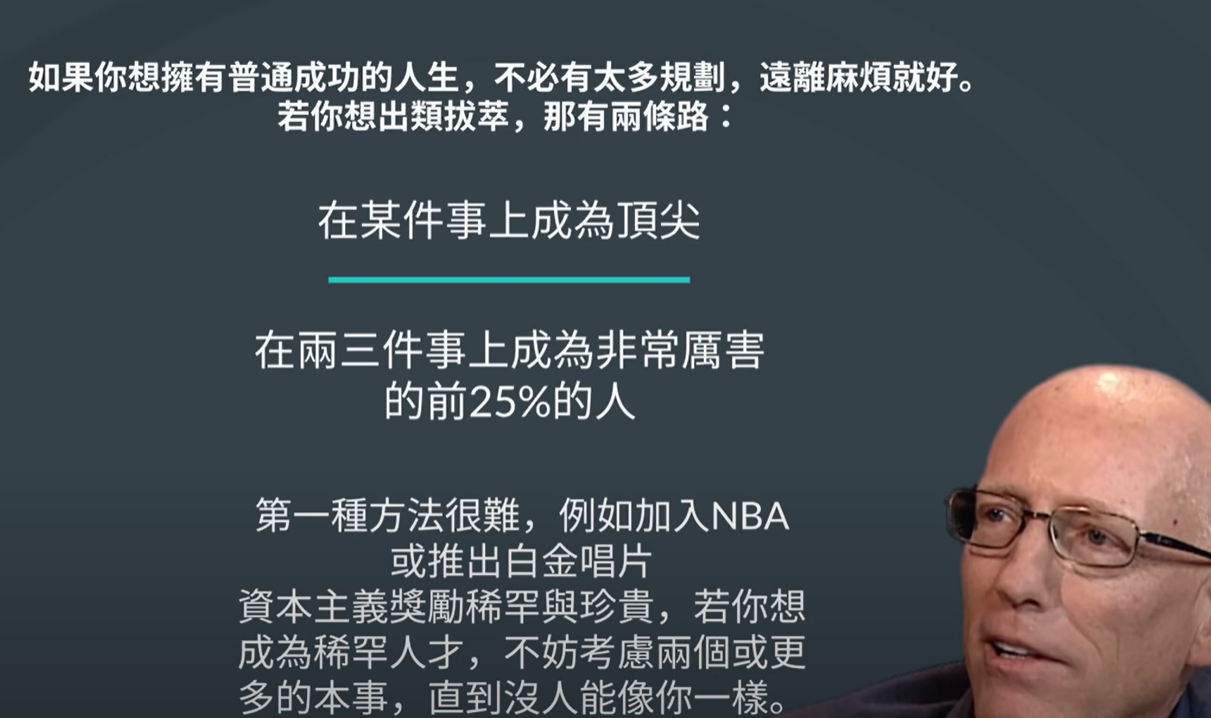 如果你想擁有普通成功的人生，不必有太多規劃，遠離麻煩就好。
若你想出類拔萃，那有兩條路：
在某件事上成為頂尖
在兩三件事上成為非常厲害
的前25%的人
第一種方法很難，例如加入NBA
或推出白金唱片
資本主義獎勵稀罕與珍貴，若你想
成為稀罕人才，不妨考慮兩個或更
多的本事，直到沒人能像你一樣。